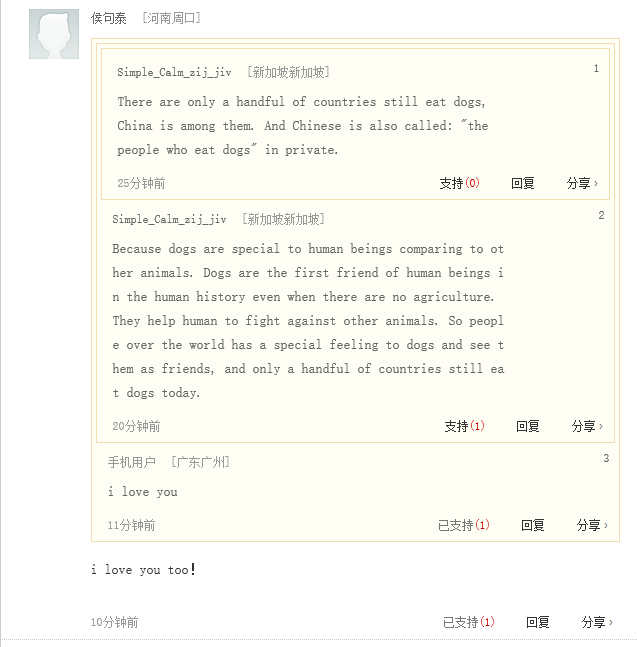 侯句泰 [河南周口]
Simple_Calm_zij_jiv [新加坡新加坡] 1
There are only a handful of countries still eat dogs,
China is among them. And Chinese is also called: "the
people who eat dogs" in private.
25分钟前 支持(0) 回复 分享 ›
Simple_Calm_zij_jiv [新加坡新加坡] 2
Because dogs are special to human beings comparing to ot
her animals. Dogs are the first friend of human beings i
n the human history even when there are no agriculture.
They help human to fight against other animals. So peopl
e over the world has a special feeling to dogs and see t
hem as friends, and only a handful of countries still ea
t dogs today.
20分钟前 支持(1) 回复 分享 ›
手机用户 [广东广州] 3
i love you
11分钟前 已支持(1) 回复 分享 ›
i love you too！
10分钟前 已支持(1) 回复 分享 ›